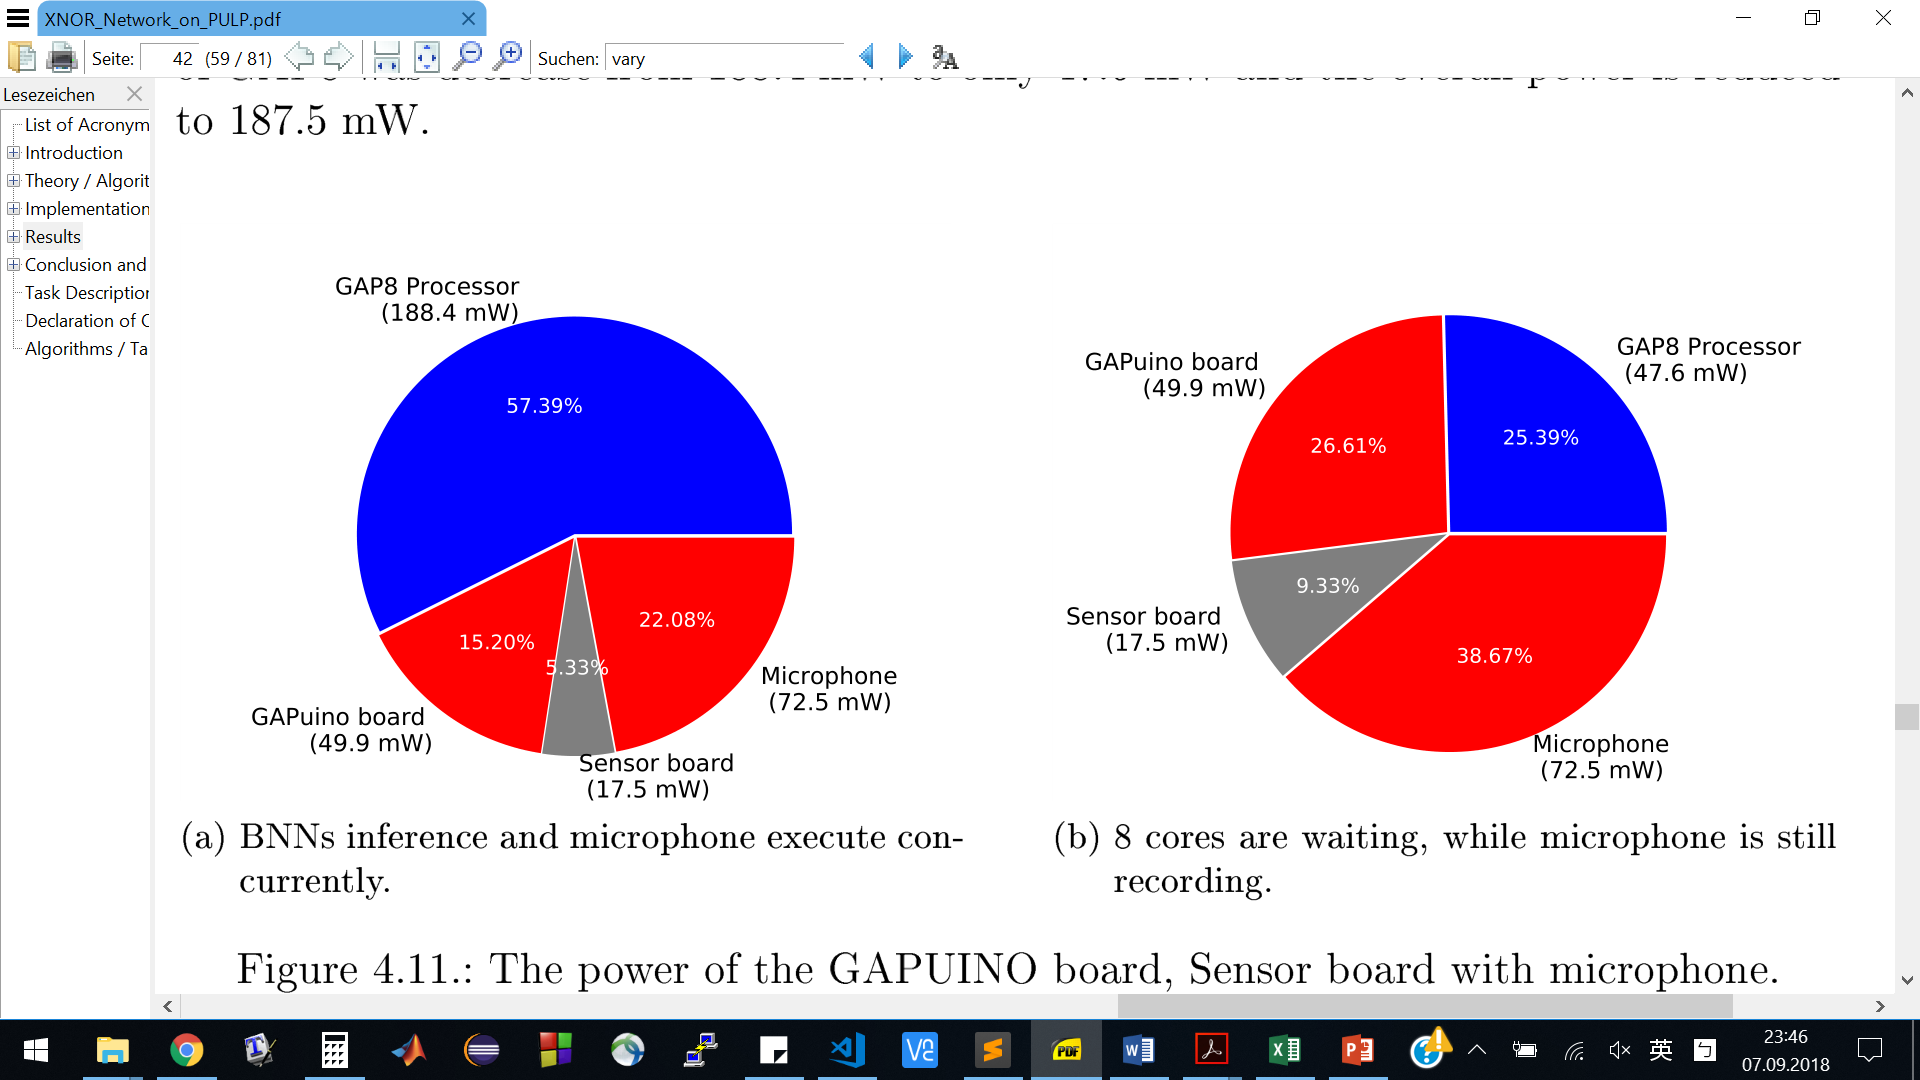 XNOR_Network_on_PULP.pdf
Seite: 42 (59 / 81) Suchen: vary
Lesezeichen
List of Acronym
Introduction
Theory / Algorit
Implementation
Results
Conclusion and
Task Description
Declaration of O
Algorithms / Ta
to 187.5 mW.
GAP8 Processor
(188.4 mW)
57.39%
15.20%
5.33%
22.08%
GAPuino board
(49.9 mW)
Sensor board
(17.5 mW)
Microphone
(72.5 mW)
(a) BNNs inference and microphone execute con-
currently.
GAPuino board
(49.9 mW)
GAP8 Processor
(47.6 mW)
26.61%
25.39%
9.33%
38.67%
Sensor board
(17.5 mW)
Microphone
(72.5 mW)
(b) 8 cores are waiting, while microphone is still
recording.
Figure 4.11.: The power of the GAPUINO board, Sensor board with microphone.
PDF
英
ㄅ
23:46
07.09.2018